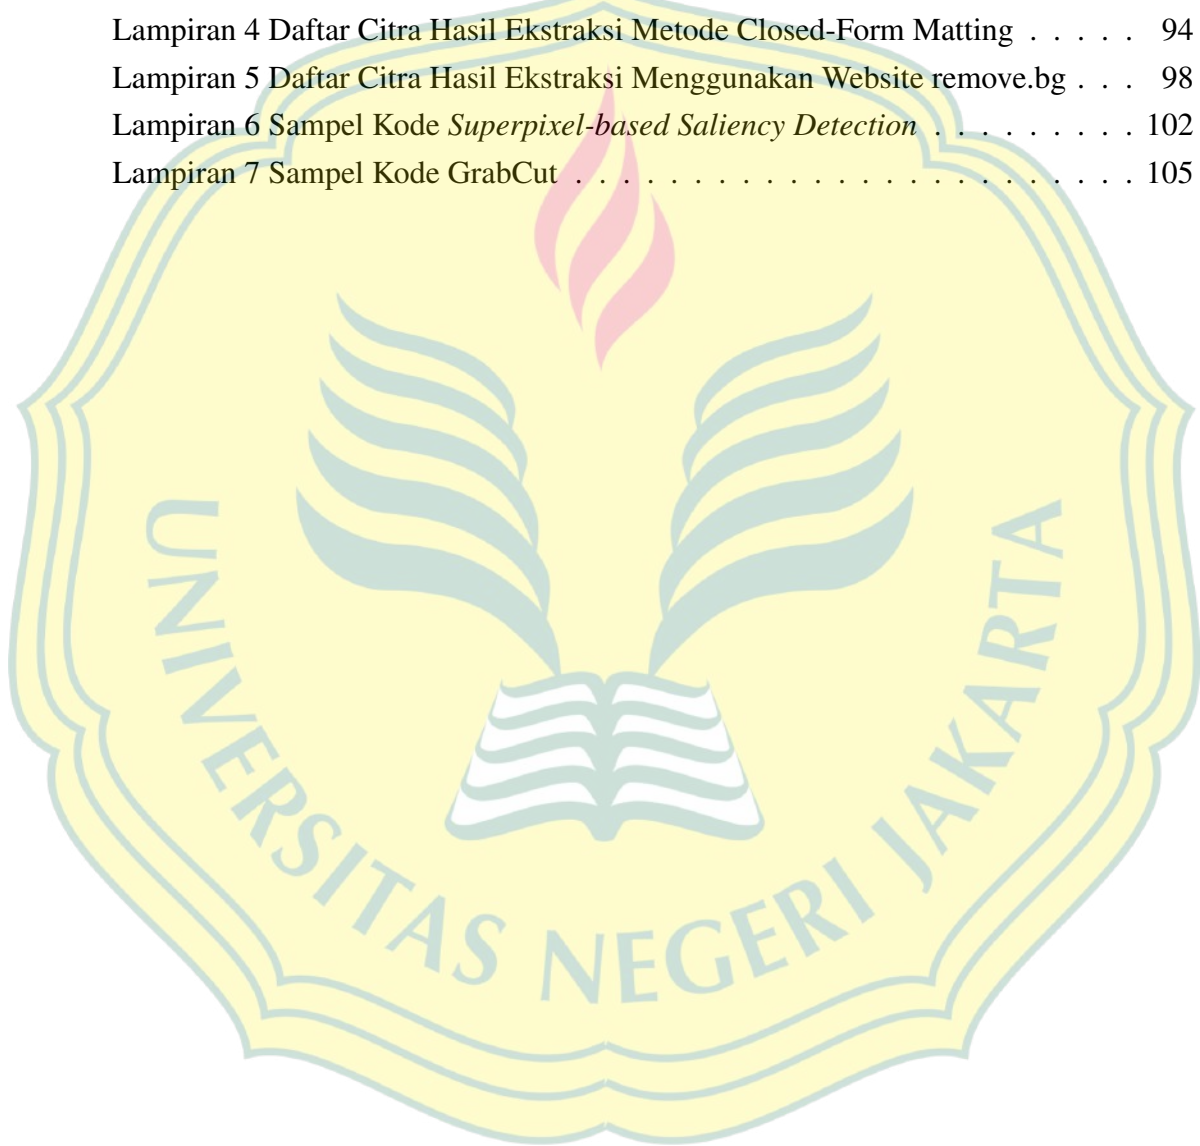 Lampiran 4 Daftar Citra Hasil Ekstraksi Metode Closed-Form Matting . . . . . 94
Lampiran 5 Daftar Citra Hasil Ekstraksi Menggunakan Website remove.bg . . . 98
Lampiran 6 Sampel Kode Superpixel-based Saliency Detection . . . . . . . . . 102
Lampiran 7 Sampel Kode GrabCut . . . . . . . . . . . . . . . . . . . . . . . . 105
UNIVERSITAS NEGERI JAKARTA